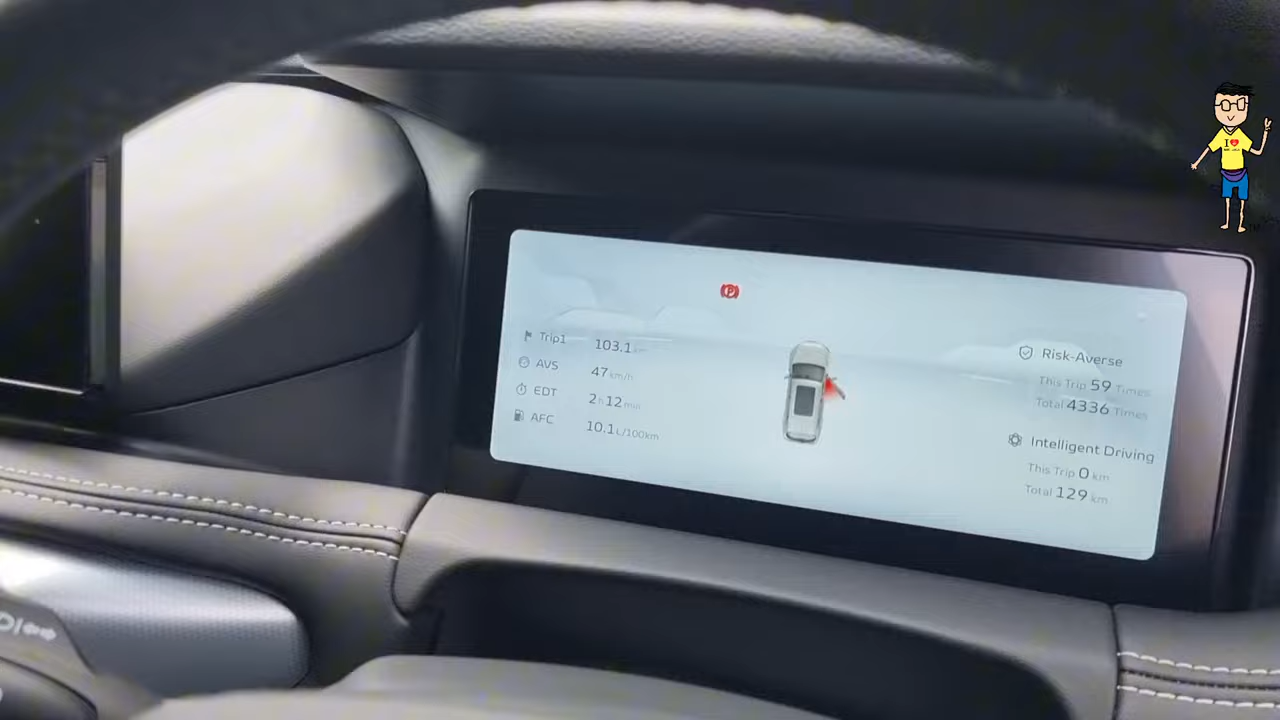 P
Trip1 103.1 km
AVS 47 km/h
EDT 2 h 12 min
AFC 10.1 L/100km
Risk-Averse
This Trip 59 Times
Total 4336 Times
Intelligent Driving
This Trip 0 km
Total 129 km
I
TM